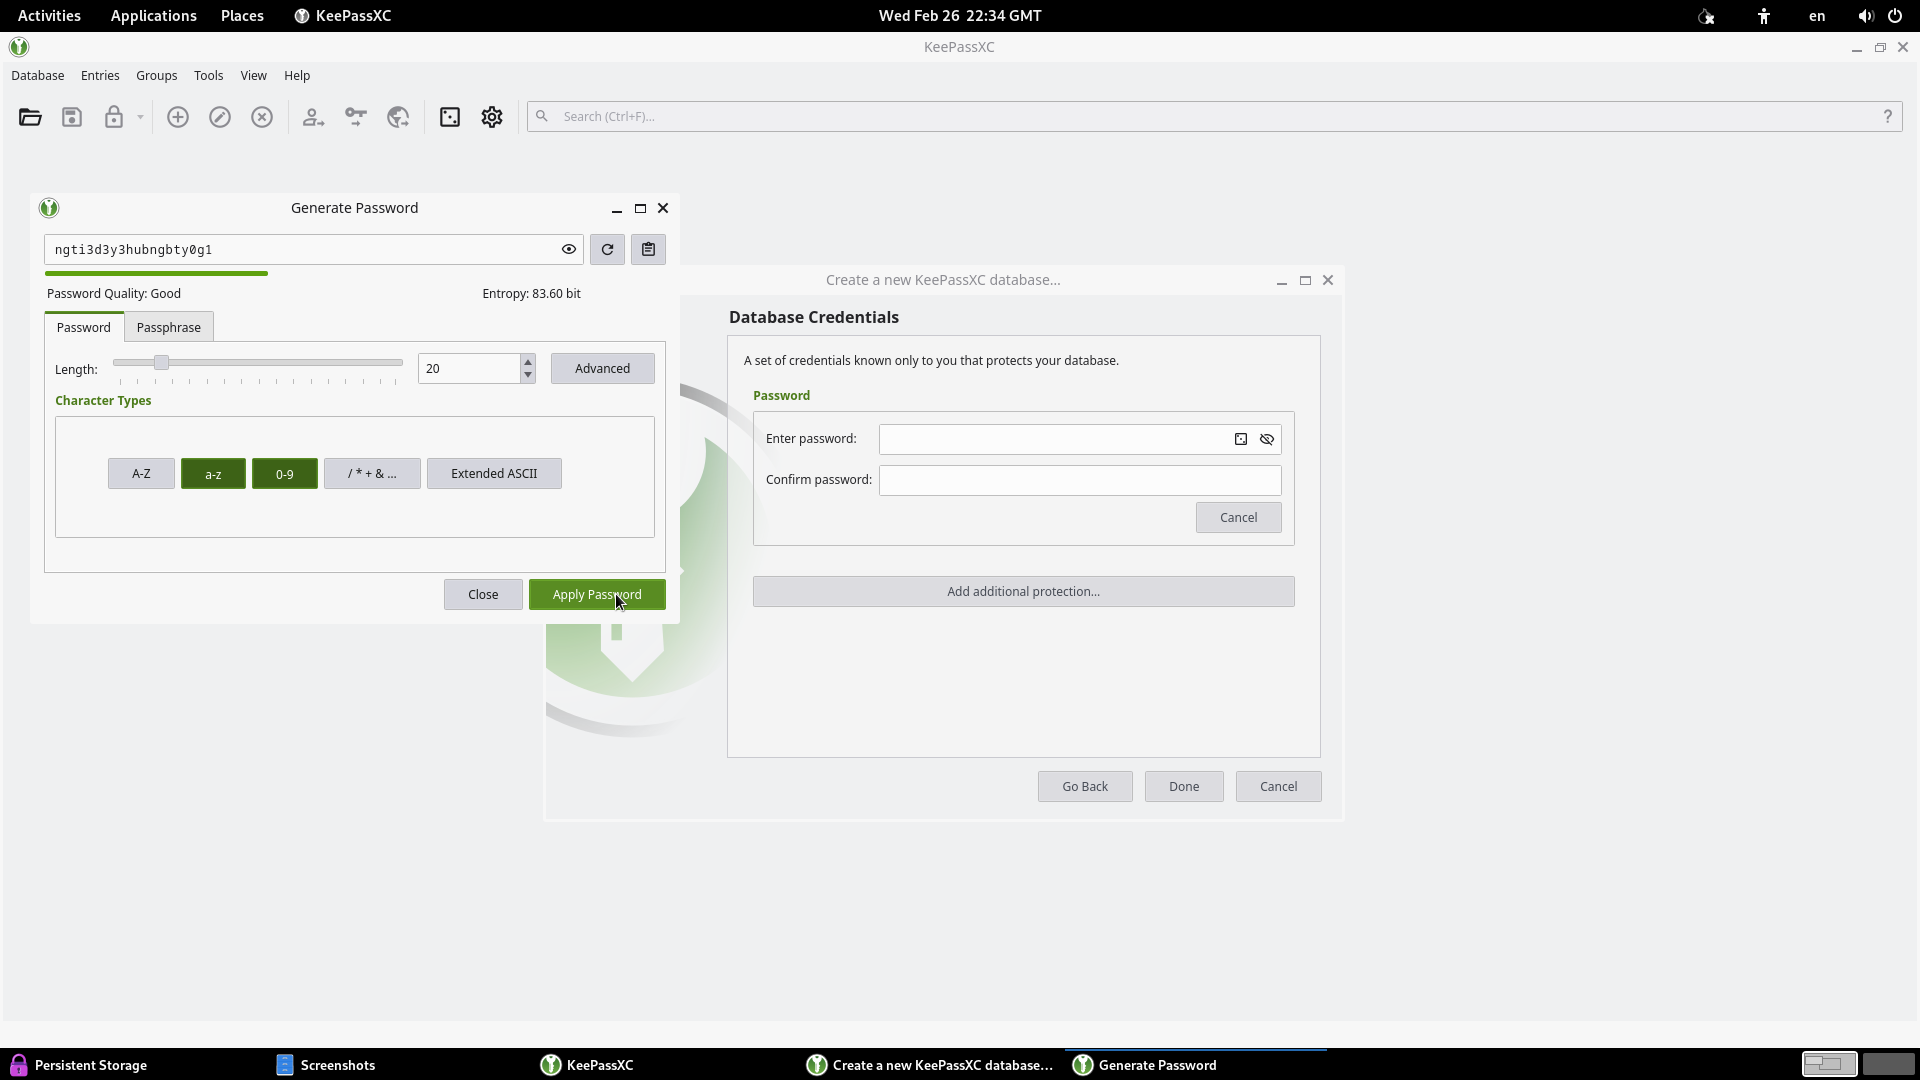 Activities Applications Places KeePassXC Wed Feb 26 22:34 GMT en
KeePassXC
Database Entries Groups Tools View Help
Search (Ctrl+F)... ?
Generate Password
ngti3d3y3hubngbty0g1
Password Quality: Good Entropy: 83.60 bit
Password Passphrase
Length: 20 Advanced
Character Types
A-Z a-z 0-9 / * + & ... Extended ASCII
Close Apply Password
Create a new KeePassXC database...
Database Credentials
A set of credentials known only to you that protects your database.
Password
Enter password:
Confirm password:
Cancel
Add additional protection...
Go Back Done Cancel
Persistent Storage Screenshots KeePassXC Create a new KeePassXC database... Generate Password